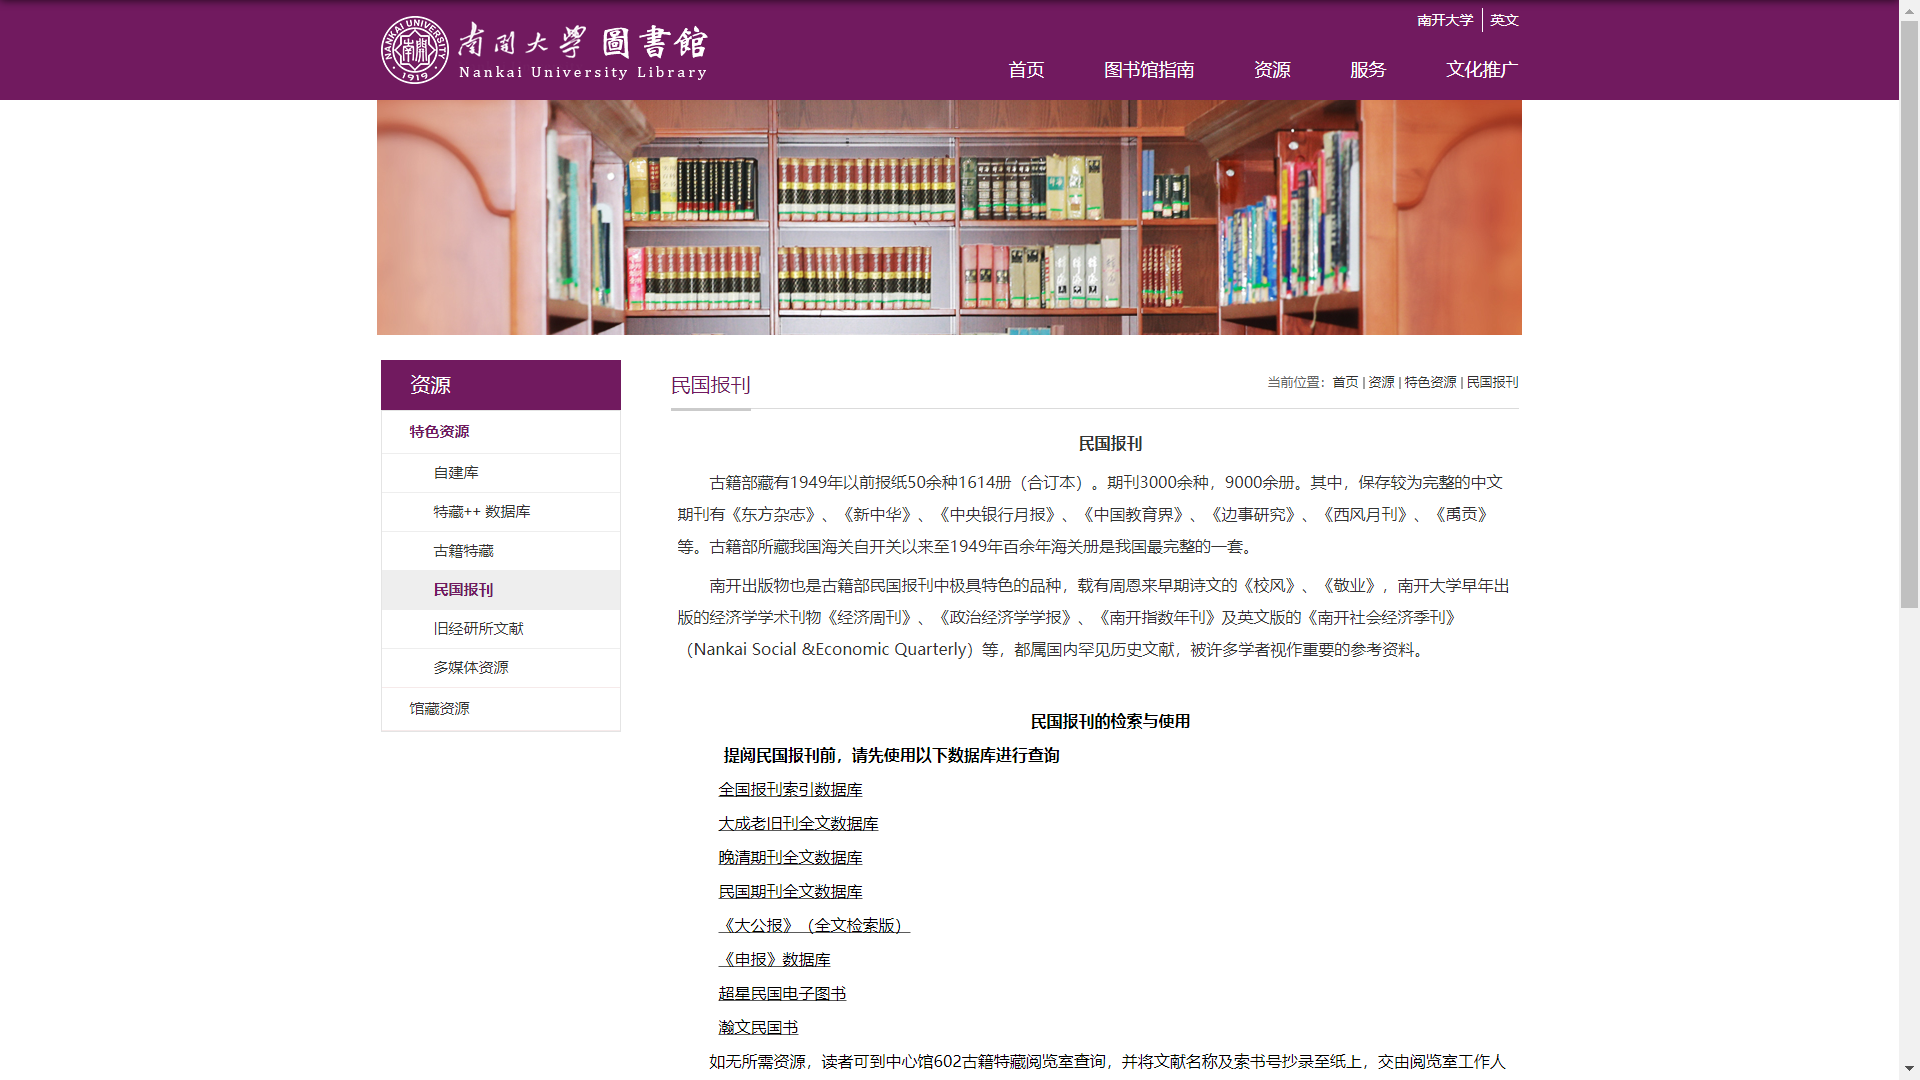 南开大学 英文
NANKAI UNIVERSITY
南開
1919
南開大學 圖書館
Nankai University Library
首页 图书馆指南 资源 服务 文化推广
资源
特色资源
自建库
特藏++ 数据库
古籍特藏
民国报刊
旧经研所文献
多媒体资源
馆藏资源
民国报刊
当前位置：首页 | 资源 | 特色资源 | 民国报刊
民国报刊
古籍部藏有1949年以前报纸50余种1614册（合订本）。期刊3000余种，9000余册。其中，保存较为完整的中文
期刊有《东方杂志》、《新中华》、《中央银行月报》、《中国教育界》、《边事研究》、《西风月刊》、《禹贡》
等。古籍部所藏我国海关自开关以来至1949年百余年海关册是我国最完整的一套。
南开出版物也是古籍部民国报刊中极具特色的品种，载有周恩来早期诗文的《校风》、《敬业》，南开大学早年出
版的经济学学术刊物《经济周刊》、《政治经济学学报》、《南开指数年刊》及英文版的《南开社会经济季刊》
（Nankai Social &Economic Quarterly）等，都属国内罕见历史文献，被许多学者视作重要的参考资料。
民国报刊的检索与使用
提阅民国报刊前，请先使用以下数据库进行查询
全国报刊索引数据库
大成老旧刊全文数据库
晚清期刊全文数据库
民国期刊全文数据库
《大公报》（全文检索版）
《申报》数据库
超星民国电子图书
瀚文民国书
如无所需资源，读者可到中心馆602古籍特藏阅览室查询，并将文献名称及索书号抄录至纸上，交由阅览室工作人